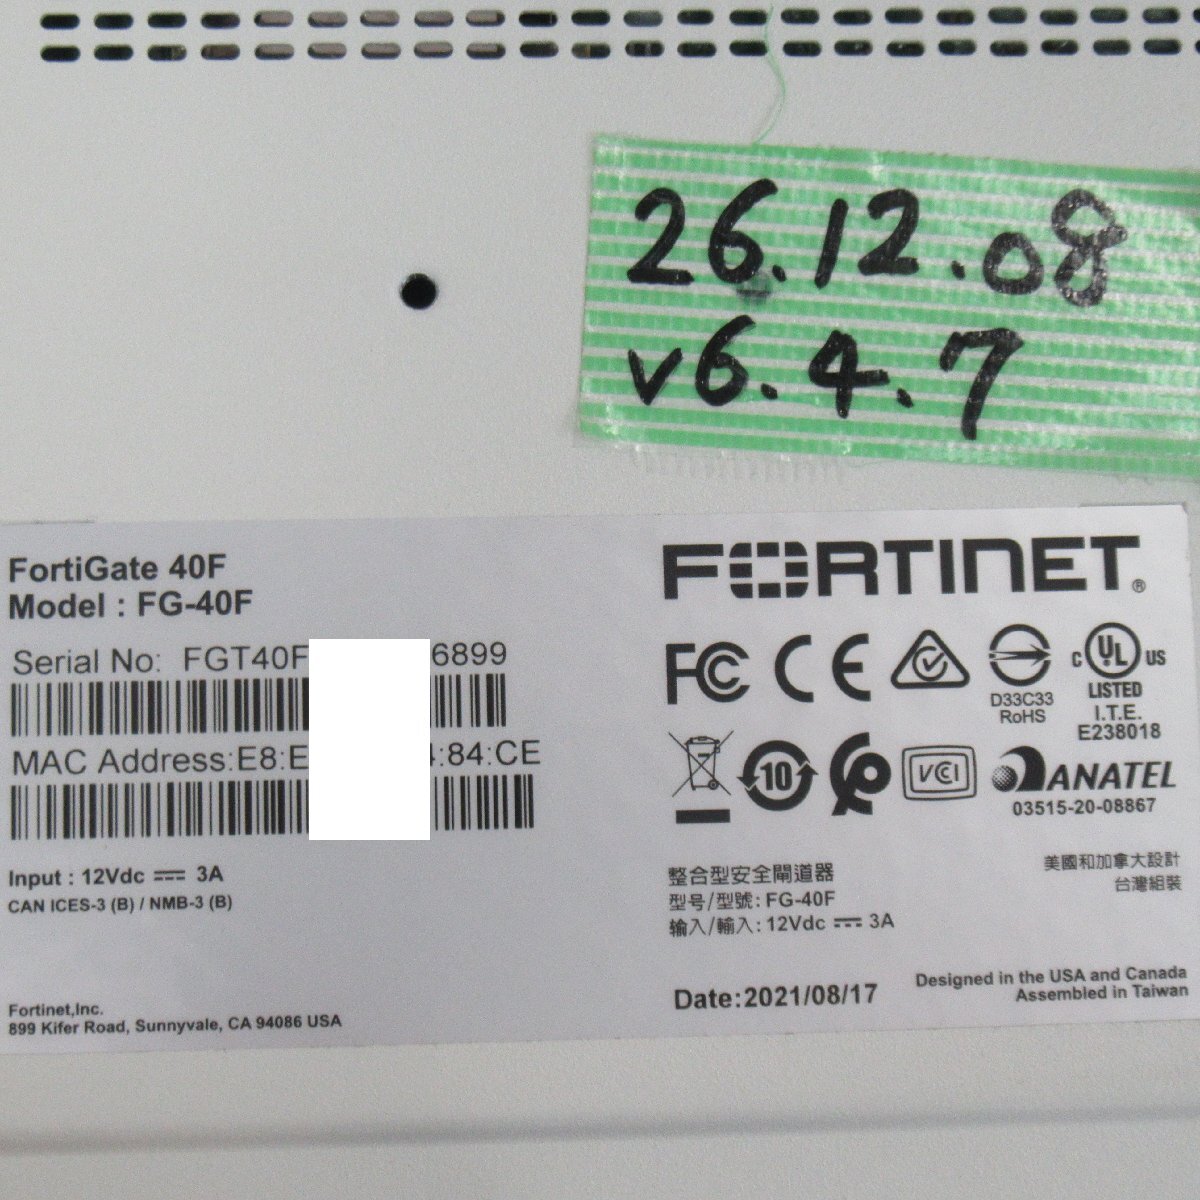 26.12.08
v6.4.7
FortiGate 40F
Model : FG-40F
Serial No: FGT40F 6899
MAC Address:E8:E :84:CE
Input : 12Vdc ⎓ 3A
CAN ICES-3 (B) / NMB-3 (B)
Fortinet,Inc.
899 Kifer Road, Sunnyvale, CA 94086 USA
FORTINET®
FC CE
D33C33
RoHS
C UL US
LISTED
I.T.E.
E238018
10
VCI
ANATEL
03515-20-08867
整合型安全閘道器
型号/型號: FG-40F
输入/輸入: 12Vdc ⎓ 3A
美國和加拿大設計
台灣組裝
Date:2021/08/17
Designed in the USA and Canada
Assembled in Taiwan